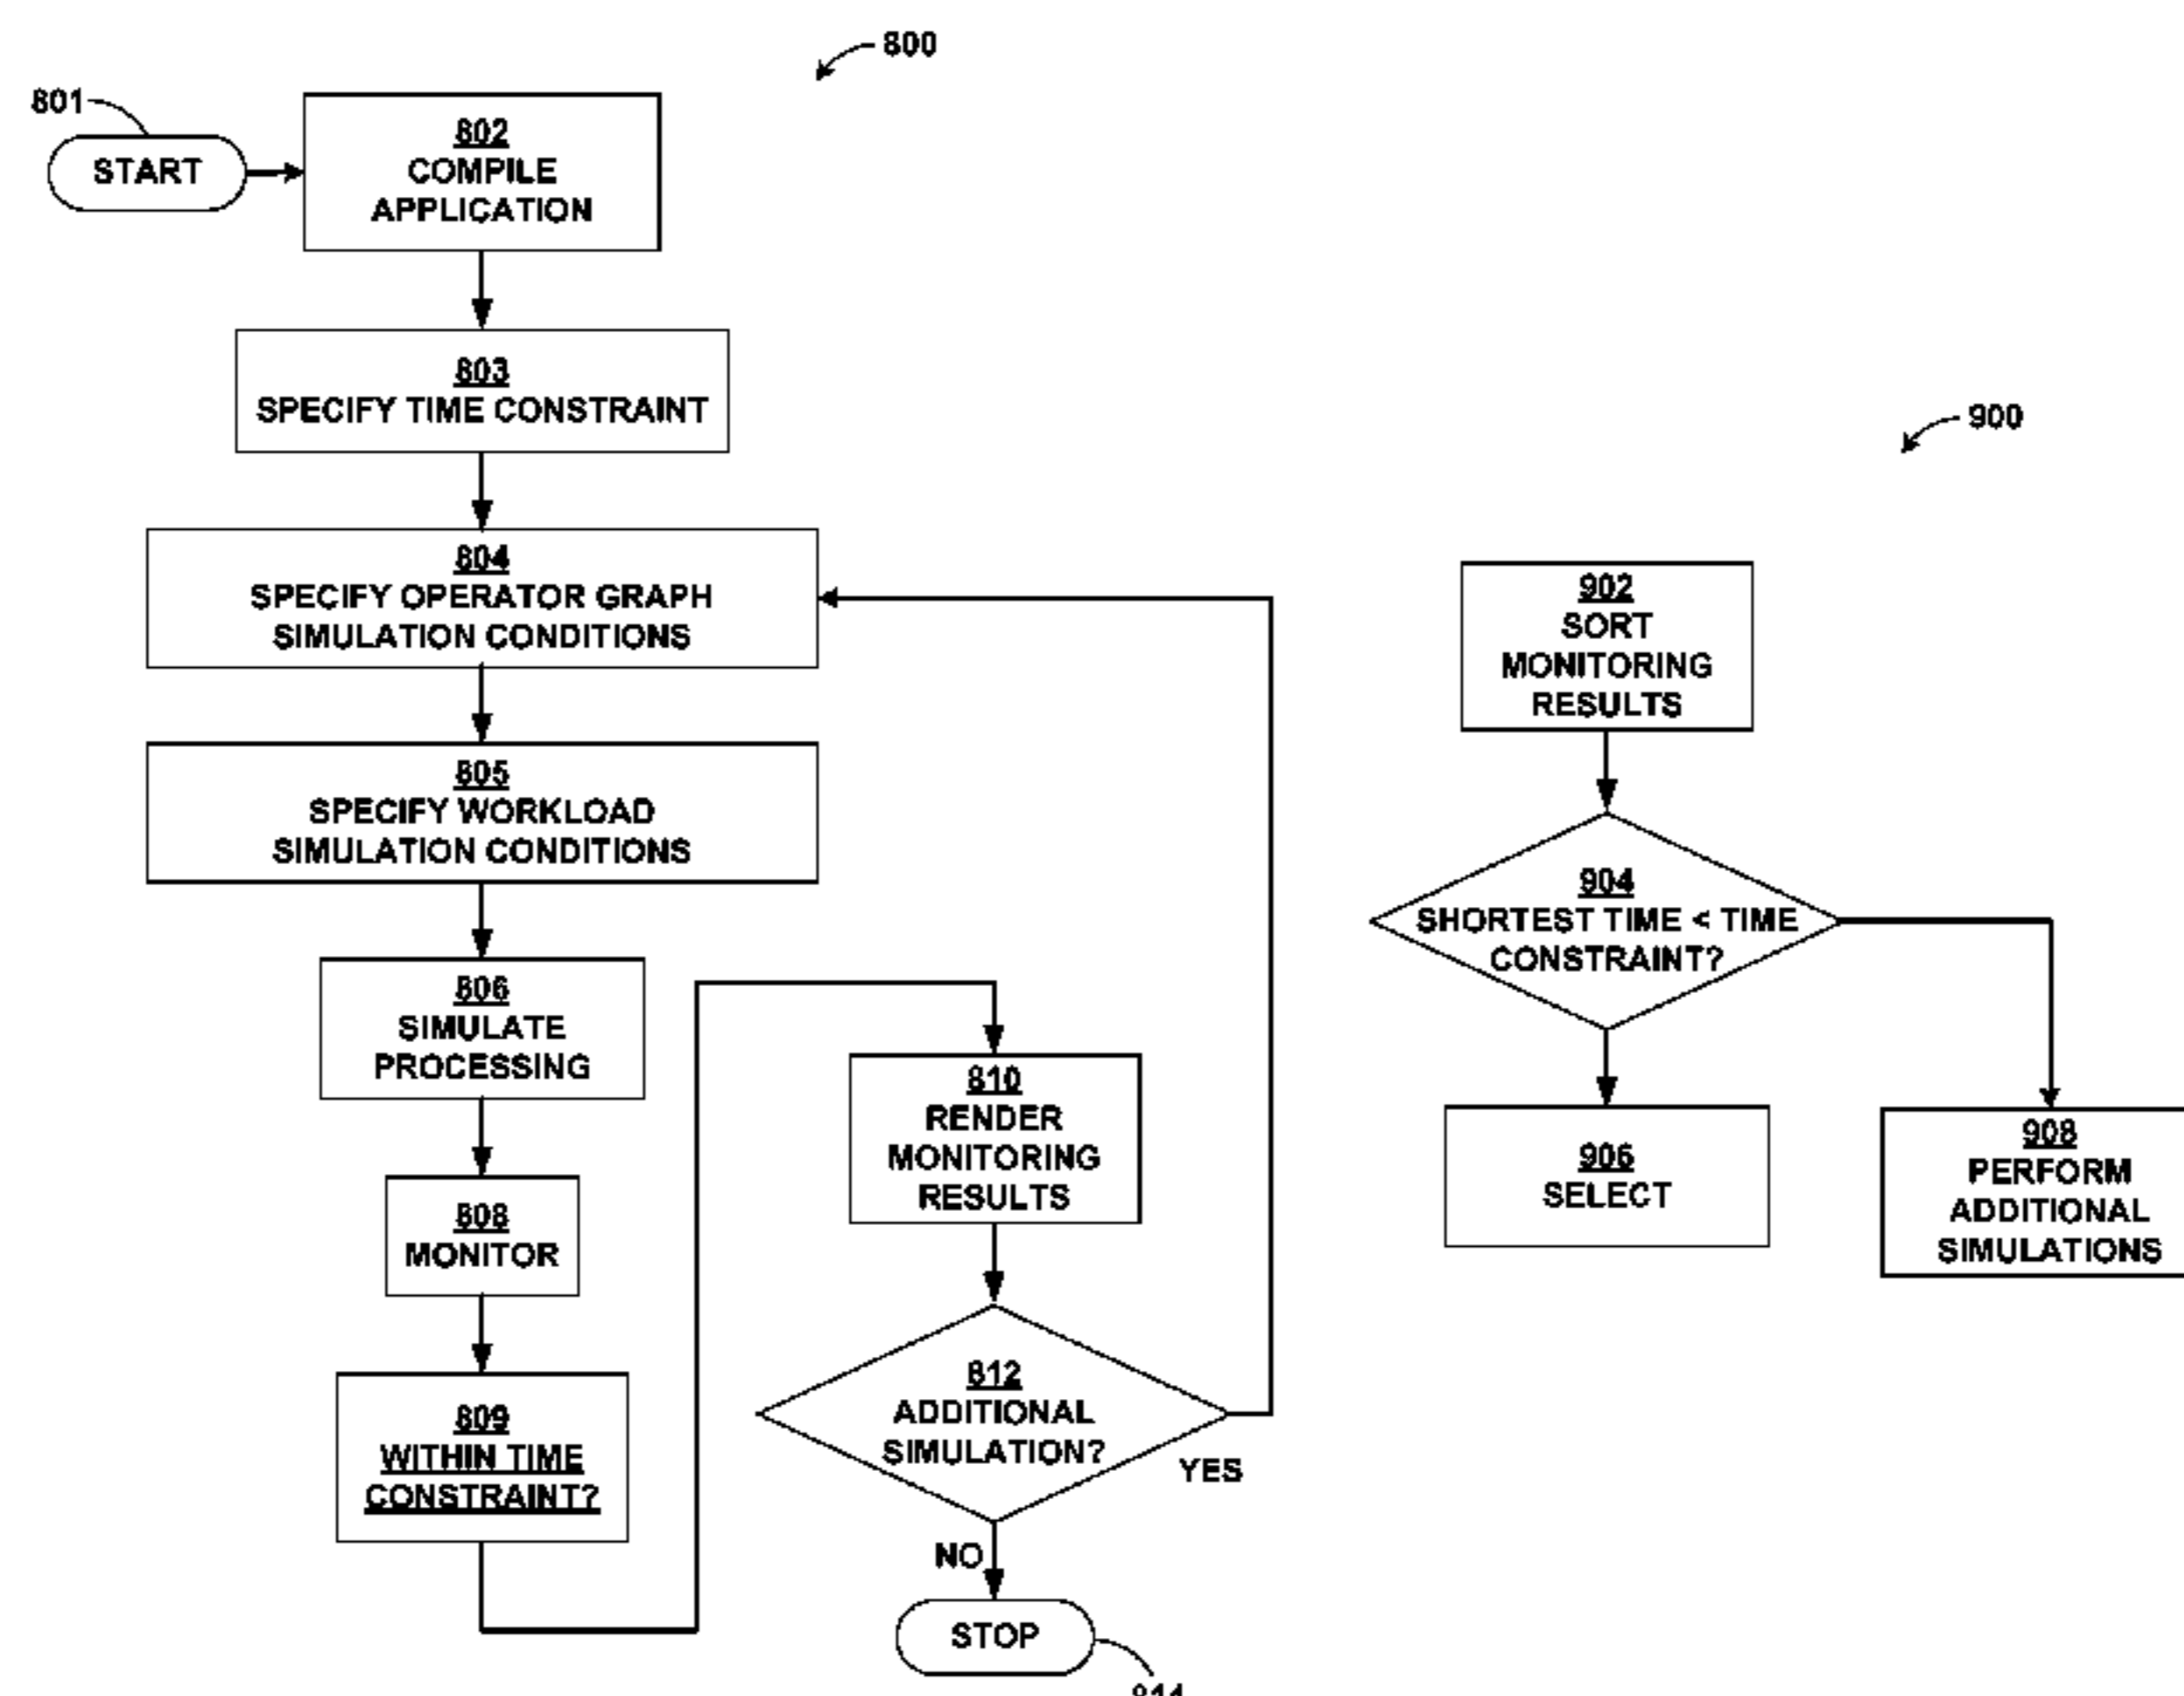 800
801
START
802
COMPILE
APPLICATION
803
SPECIFY TIME CONSTRAINT
804
SPECIFY OPERATOR GRAPH
SIMULATION CONDITIONS
805
SPECIFY WORKLOAD
SIMULATION CONDITIONS
806
SIMULATE
PROCESSING
808
MONITOR
809
WITHIN TIME
CONSTRAINT?
810
RENDER
MONITORING
RESULTS
812
ADDITIONAL
SIMULATION?
YES
NO
STOP
900
902
SORT
MONITORING
RESULTS
904
SHORTEST TIME < TIME
CONSTRAINT?
906
SELECT
908
PERFORM
ADDITIONAL
SIMULATIONS